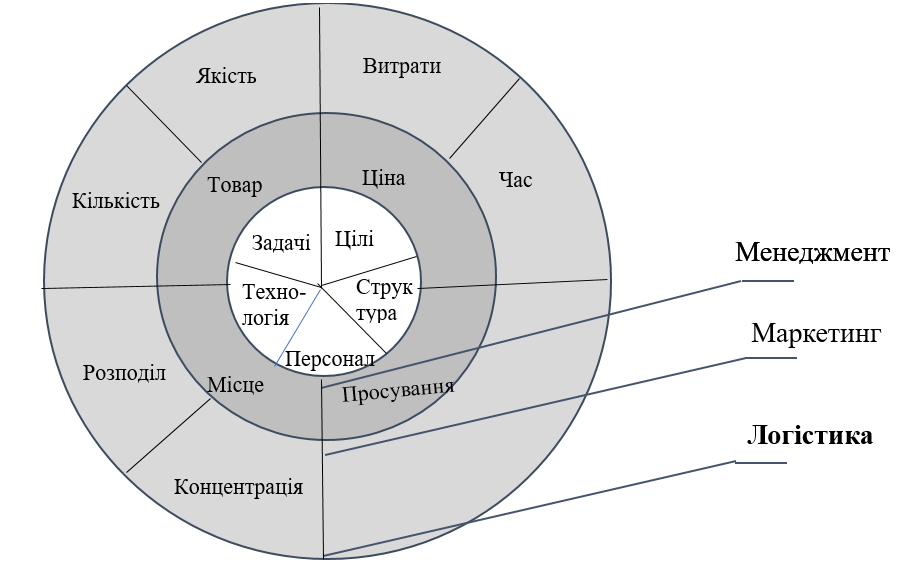 Якість
Витрати
Кількість
Товар
Ціна
Час
Задачі
Цілі
Техно-
логія
Струк
тура
Персонал
Розподіл
Місце
Просування
Концентрація
Менеджмент
Маркетинг
Логістика